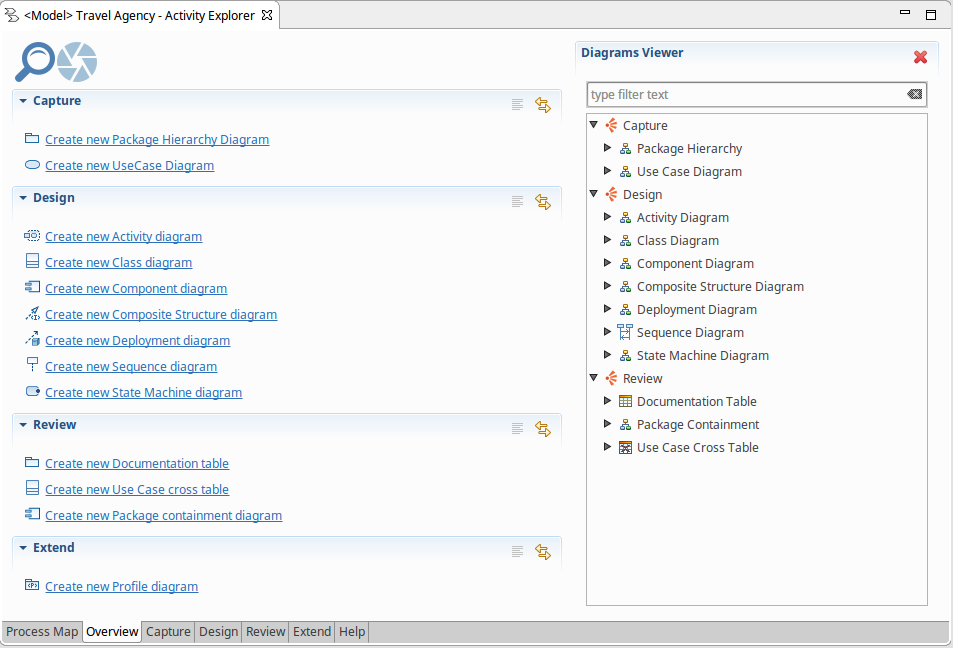 <Model> Travel Agency - Activity Explorer
Capture
Create new Package Hierarchy Diagram
Create new UseCase Diagram
Design
Create new Activity diagram
Create new Class diagram
Create new Component diagram
Create new Composite Structure diagram
Create new Deployment diagram
Create new Sequence diagram
Create new State Machine diagram
Review
Create new Documentation table
Create new Use Case cross table
Create new Package containment diagram
Extend
Create new Profile diagram
Diagrams Viewer
type filter text
Capture
Package Hierarchy
Use Case Diagram
Design
Activity Diagram
Class Diagram
Component Diagram
Composite Structure Diagram
Deployment Diagram
Sequence Diagram
State Machine Diagram
Review
Documentation Table
Package Containment
Use Case Cross Table
Process Map Overview Capture Design Review Extend Help